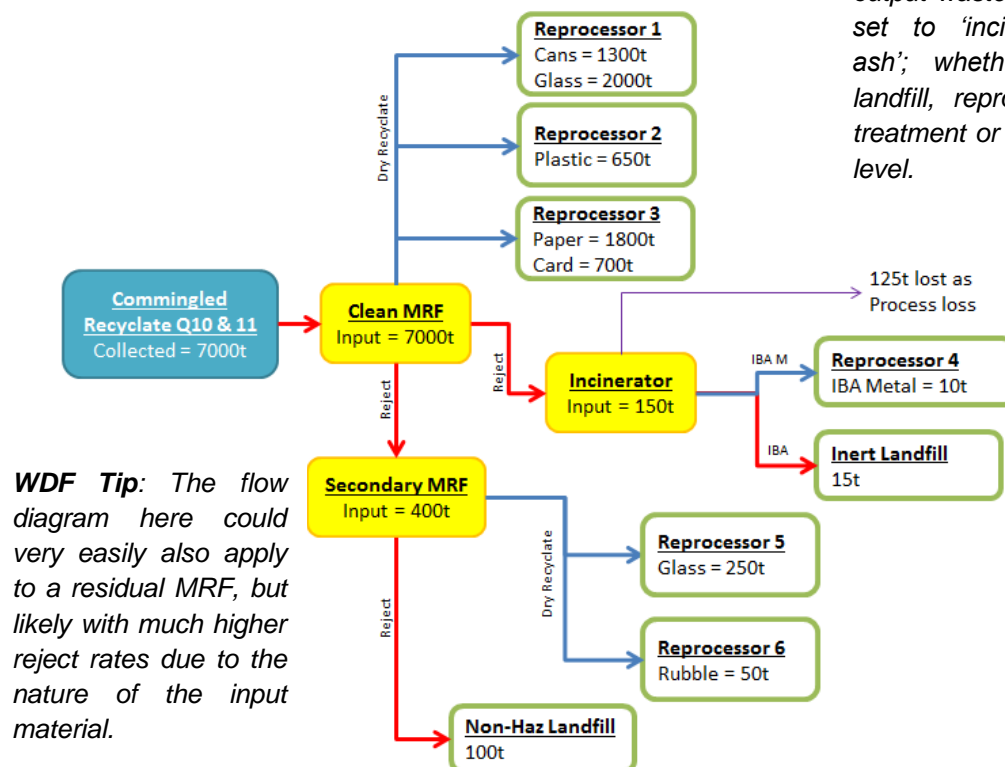 output waste
set to ‘inci
ash’; wheth
landfill, repr
treatment or
level.
Reprocessor 1
Cans = 1300t
Glass = 2000t
Dry Recyclate
Reprocessor 2
Plastic = 650t
Reprocessor 3
Paper = 1800t
Card = 700t
125t lost as
Process loss
Commingled
Recyclate Q10 & 11
Collected = 7000t
Clean MRF
Input = 7000t
Reject
Reject
Incinerator
Input = 150t
IBA M
Reprocessor 4
IBA Metal = 10t
IBA
Inert Landfill
15t
WDF Tip: The flow
diagram here could
very easily also apply
to a residual MRF, but
likely with much higher
reject rates due to the
nature of the input
material.
Secondary MRF
Input = 400t
Reject
Dry Recyclate
Reprocessor 5
Glass = 250t
Reprocessor 6
Rubble = 50t
Non-Haz Landfill
100t